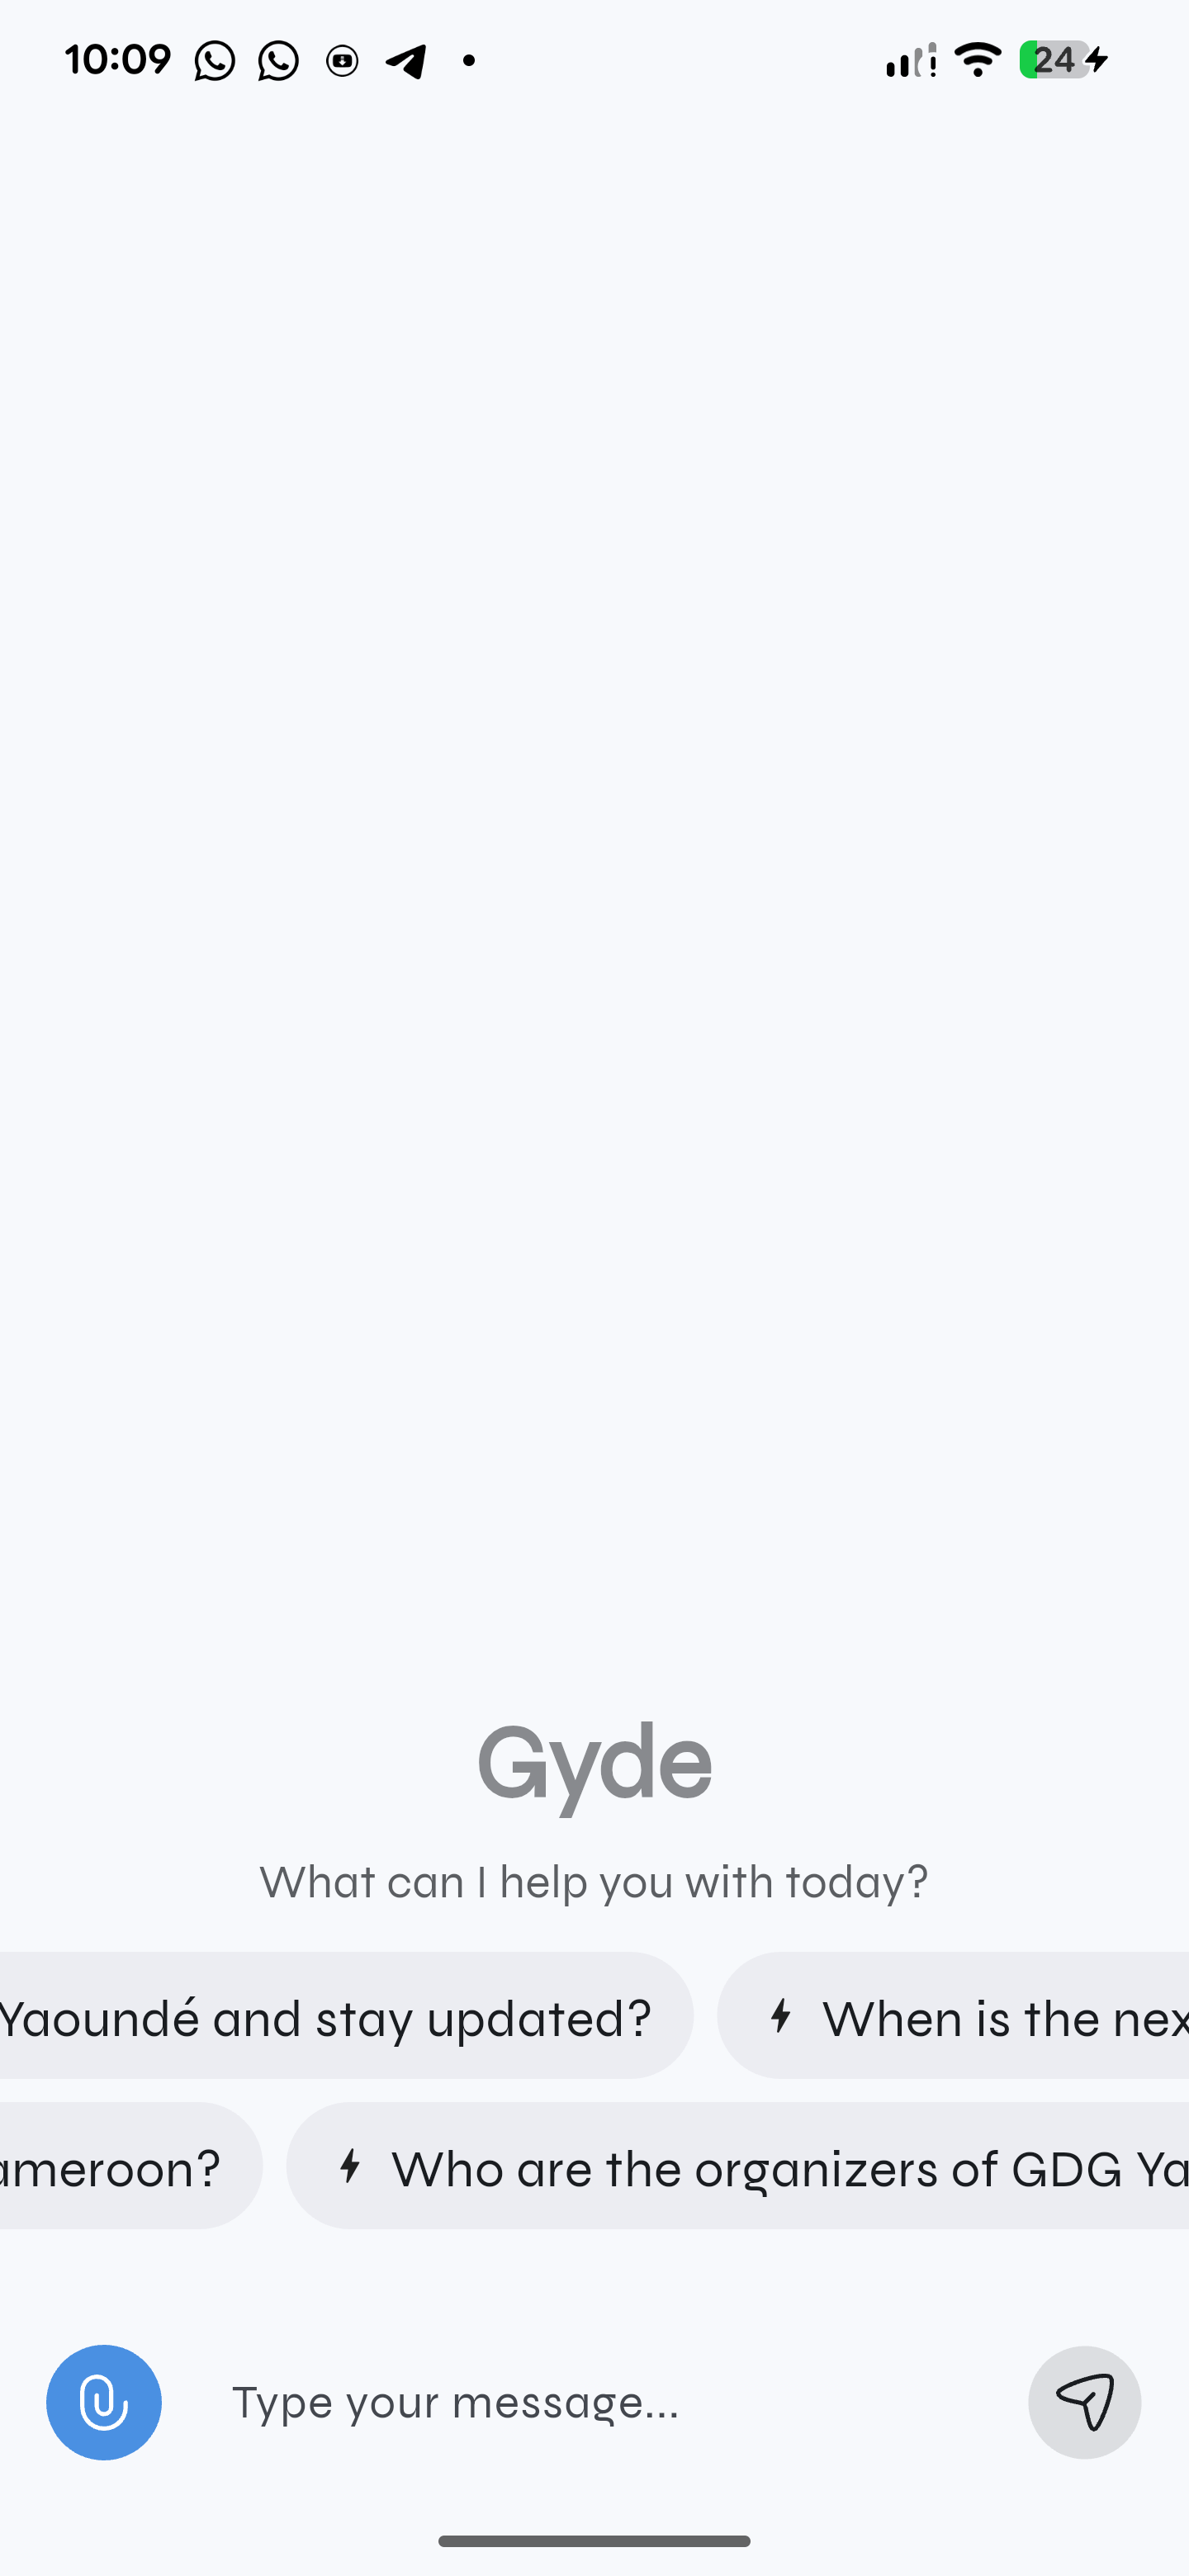 10:09
24
Gyde
What can I help you with today?
Yaoundé and stay updated?
When is the nex
ameroon?
Who are the organizers of GDG Ya
Type your message...